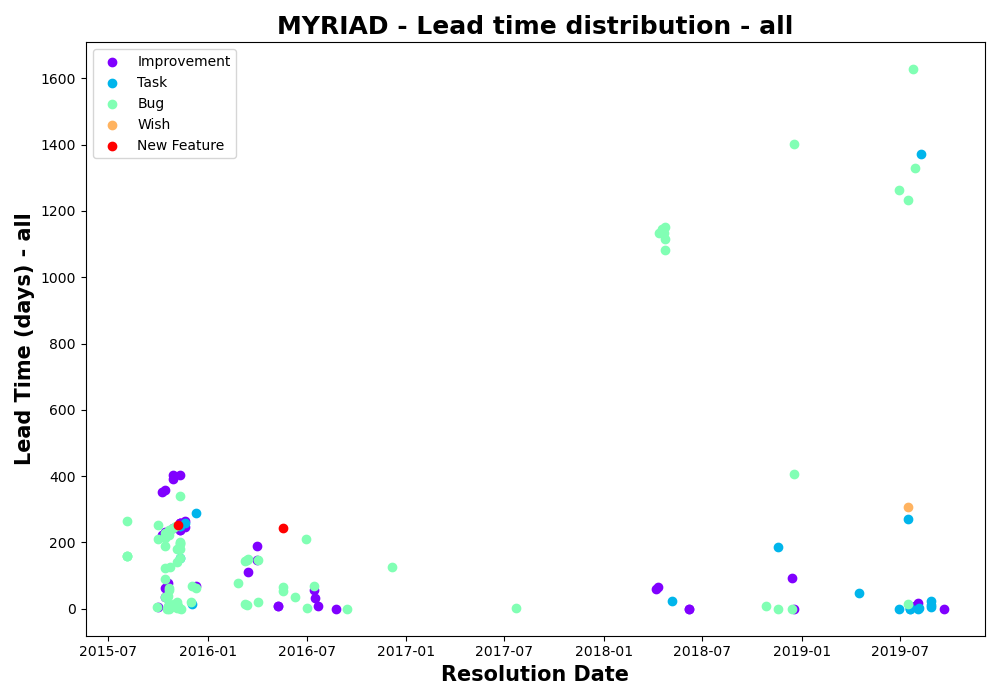 MYRIAD - Lead time distribution - all
Improvement
Task
Bug
Wish
New Feature
1600
1400
1200
1000
800
600
400
200
0
Lead Time (days) - all
2015-07 2016-01 2016-07 2017-01 2017-07 2018-01 2018-07 2019-01 2019-07
Resolution Date